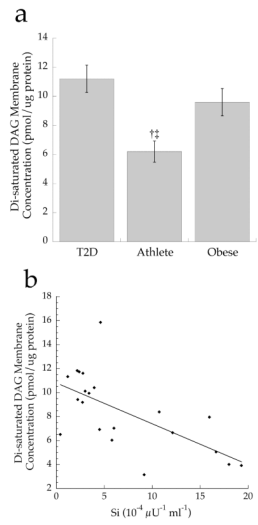 a
Di-saturated DAG Membrane
Concentration (pmol/ug protein)
14
12
10
8
6
4
2
0
†‡
T2D Athlete Obese
b
Di-saturated DAG Membrane
Concentration (pmol/ug protein)
18
16
14
12
10
8
6
4
2
0 5 10 15 20
Si (10⁻⁴ μU⁻¹ ml⁻¹)